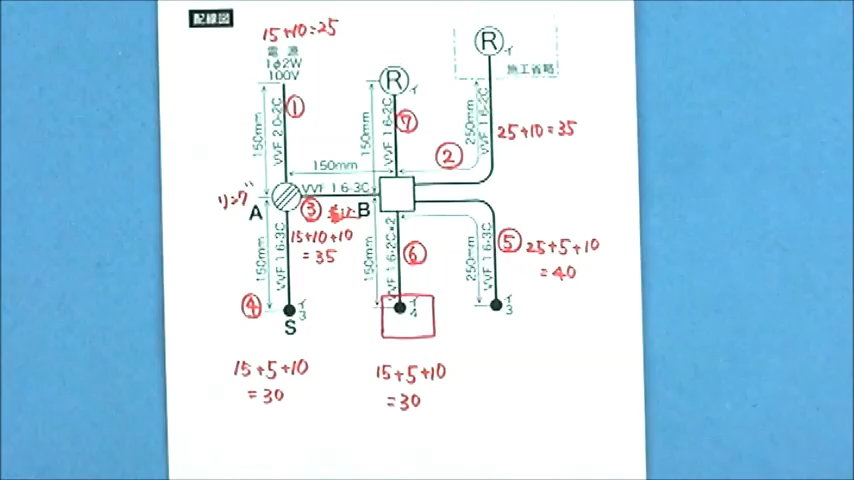 配線図
15+10=25
電源
1φ2W
100V
R イ
R イ
施工省略
150mm
VVF 2.0-2C
①
150mm
VVF 1.6-2C
⑦
250mm
VVF 1.6-2C
25+10=35
②
150mm
リング
A
VVF 1.6-3C
③
B
15+10+10
=35
150mm
VVF 1.6-3C
150mm
VVF 1.6-2C×2
⑥
250mm
VVF 1.6-3C
⑤
25+5+10
=40
④
イ
3
S
イ
4
イ
3
15+5+10
=30
15+5+10
=30